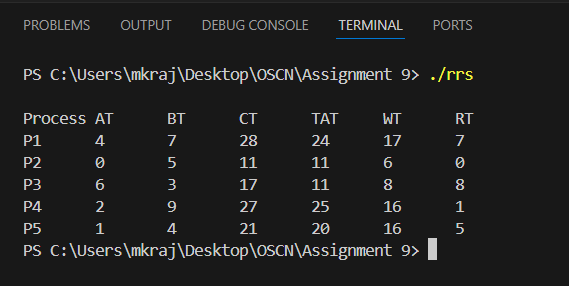 PROBLEMS OUTPUT DEBUG CONSOLE TERMINAL PORTS
PS C:\Users\mkraj\Desktop\OSCN\Assignment 9> ./rrs
Process AT BT CT TAT WT RT
P1 4 7 28 24 17 7
P2 0 5 11 11 6 0
P3 6 3 17 11 8 8
P4 2 9 27 25 16 1
P5 1 4 21 20 16 5
PS C:\Users\mkraj\Desktop\OSCN\Assignment 9>